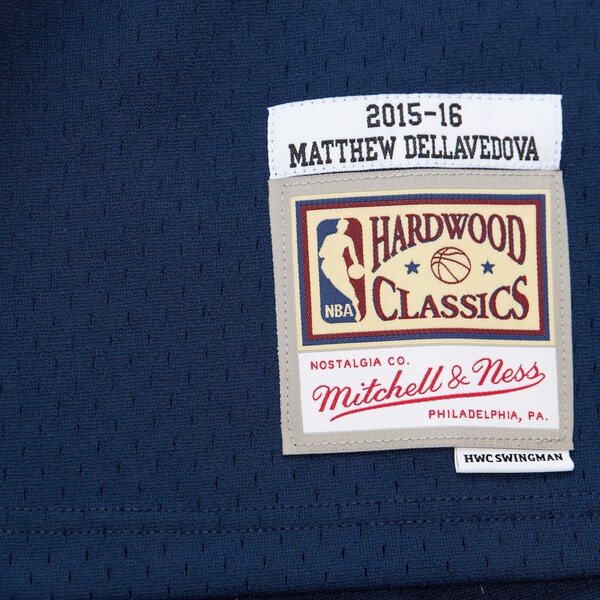 2015-16
MATTHEW DELLAVEDOVA
HARDWOOD
NBA
CLASSICS
NOSTALGIA CO.
Mitchell & Ness
PHILADELPHIA, PA.
HWC SWINGMAN